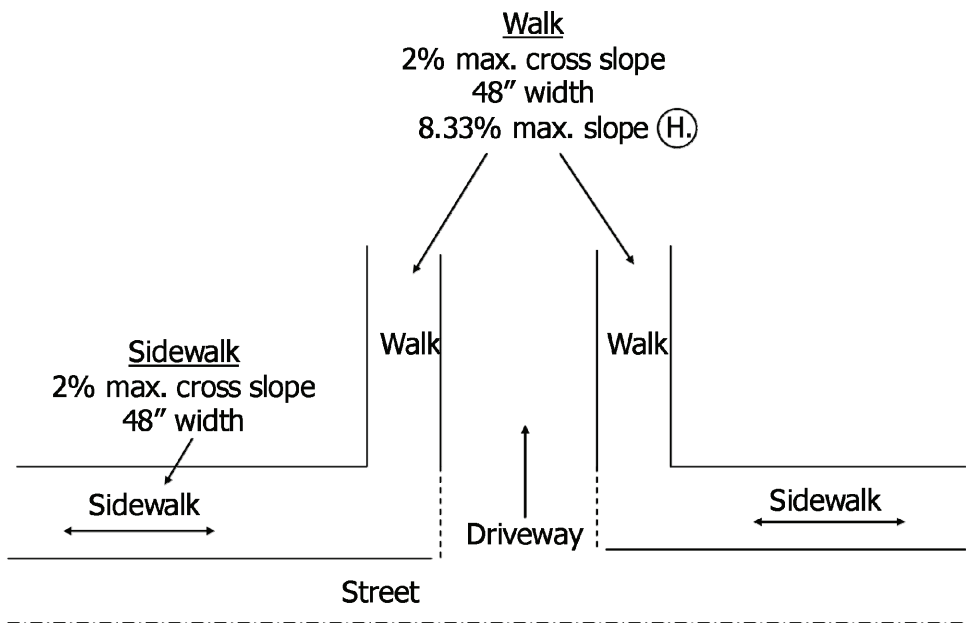 Walk
2% max. cross slope
48" width
8.33% max. slope H.
Walk
Walk
Sidewalk
2% max. cross slope
48" width
Sidewalk
Sidewalk
Driveway
Street